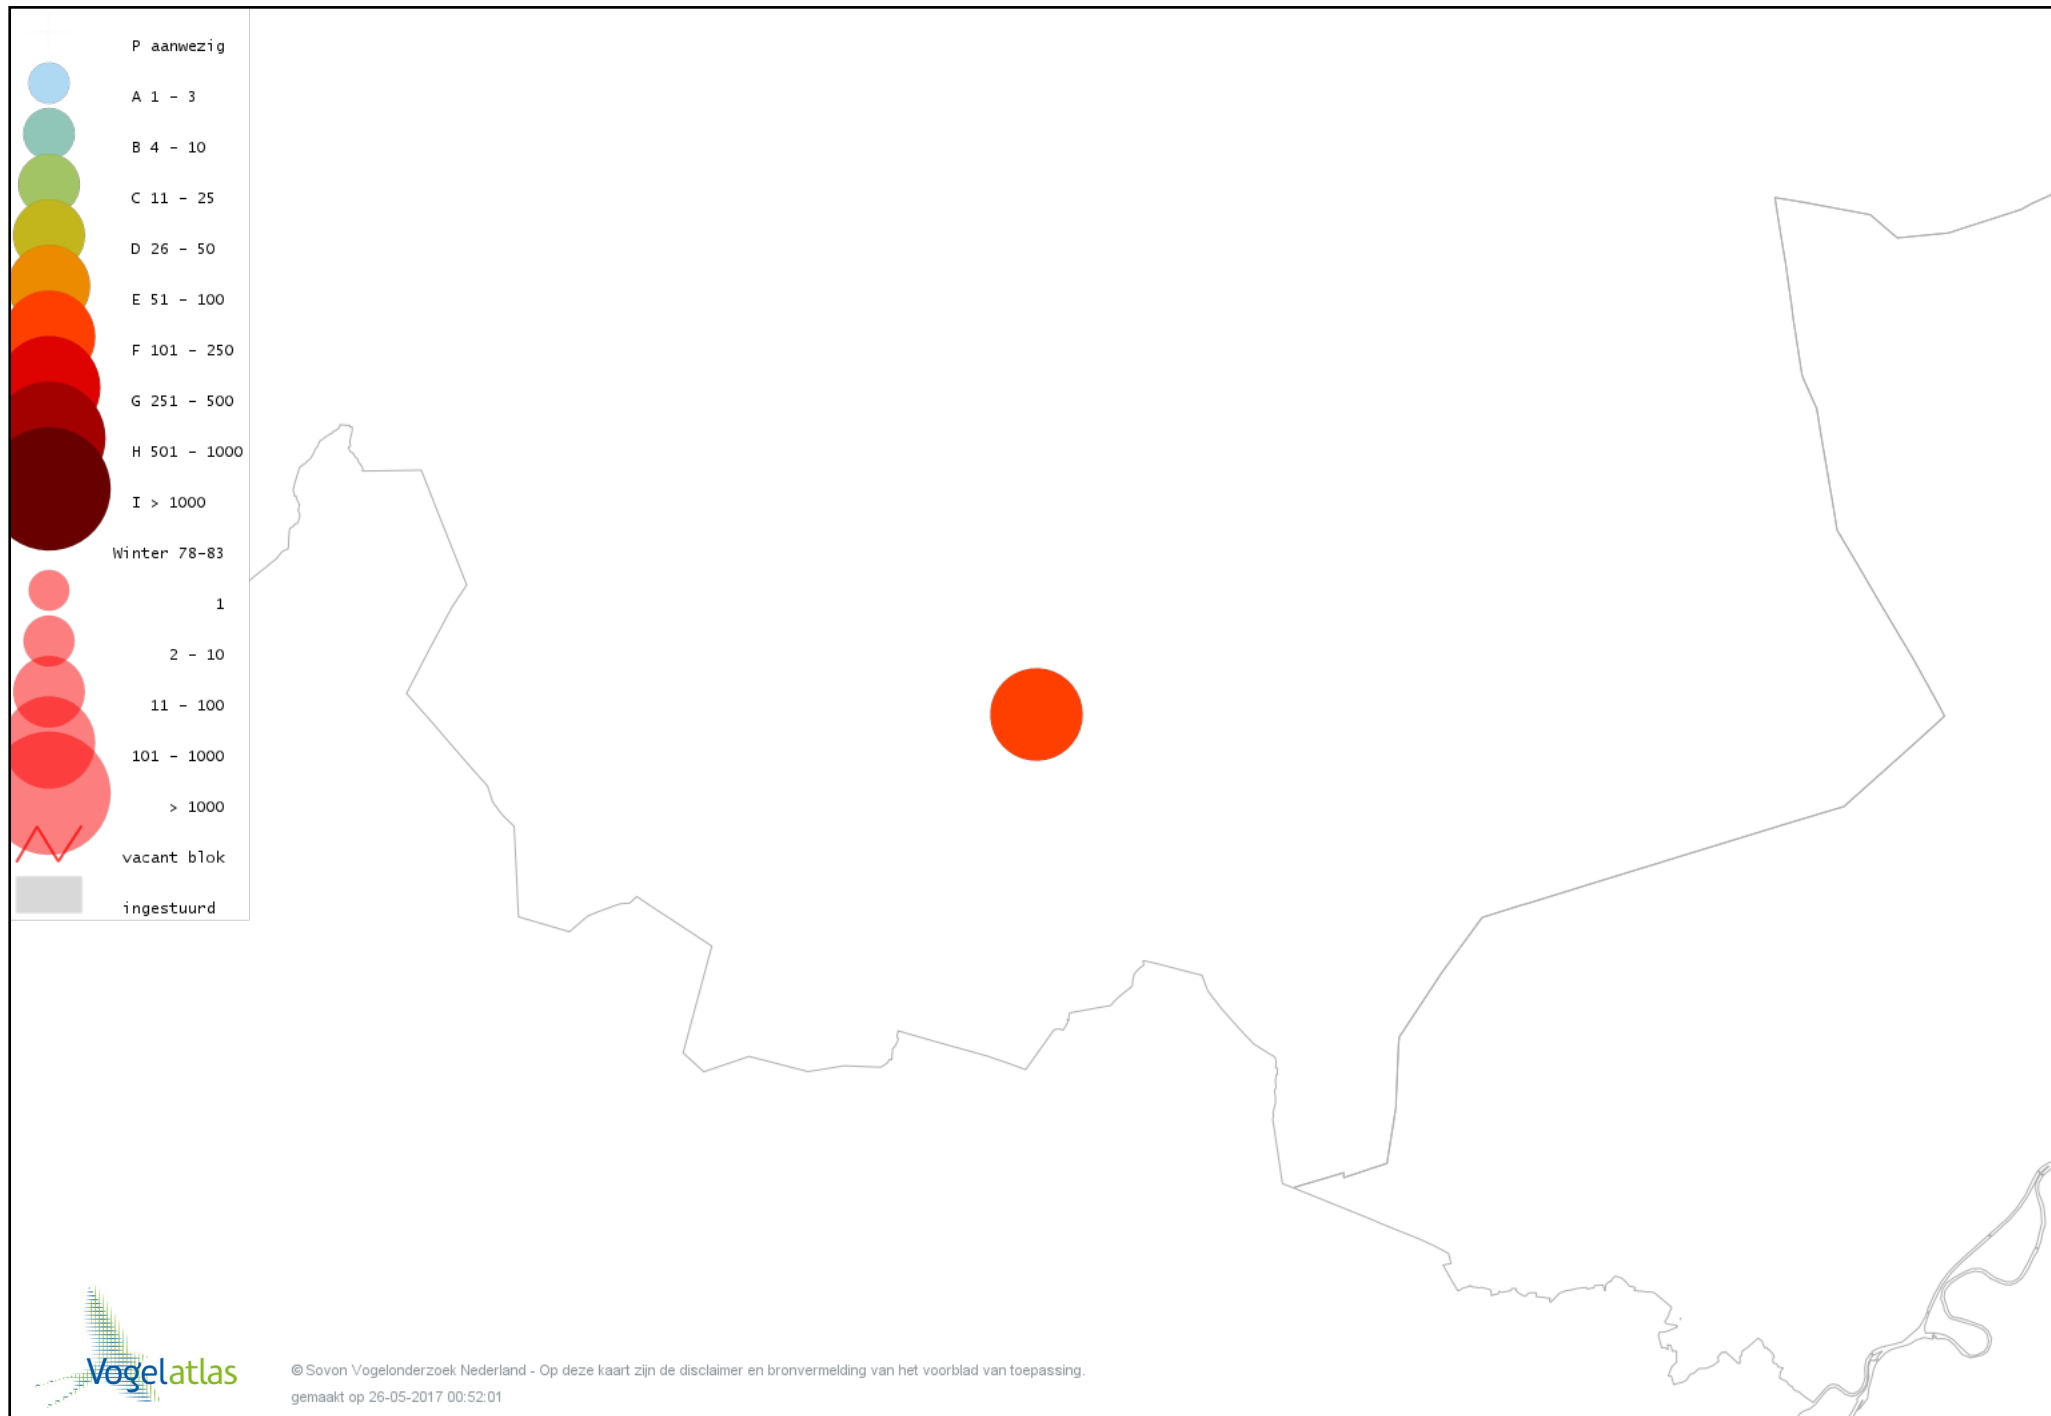 P aanwezig
A 1 - 3
B 4 - 10
C 11 - 25
D 26 - 50
E 51 - 100
F 101 - 250
G 251 - 500
H 501 - 1000
I > 1000
Winter 78-83
1
2 - 10
11 - 100
101 - 1000
> 1000
vacant blok
ingestuurd
Vogelatlas
© Sovon Vogelonderzoek Nederland - Op deze kaart zijn de disclaimer en bronvermelding van het voorblad van toepassing.
gemaakt op 26-05-2017 00:52:01